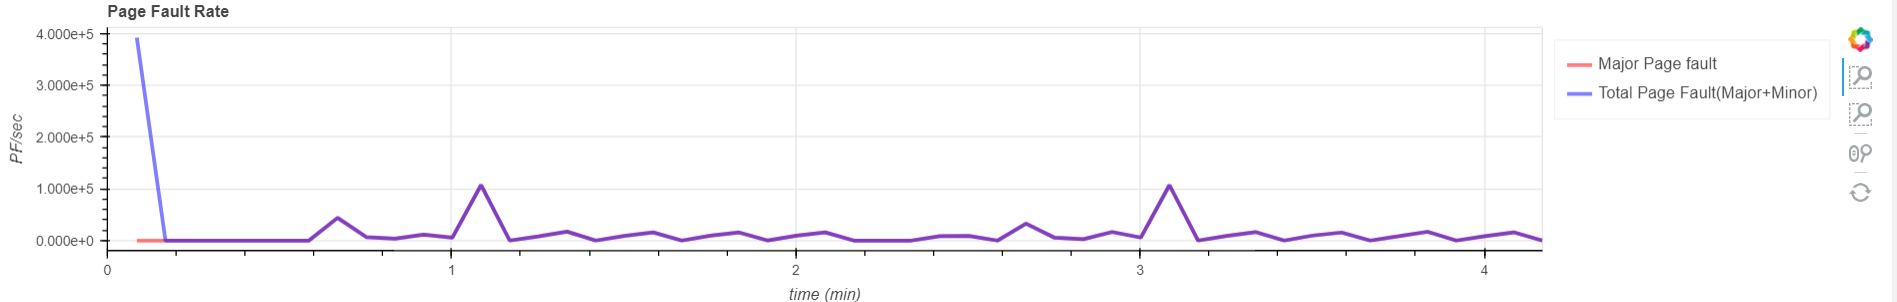 Page Fault Rate
4.000e+5
3.000e+5
2.000e+5
1.000e+5
0.000e+0
PF/sec
0 1 2 3 4
time (min)
Major Page fault
Total Page Fault(Major+Minor)